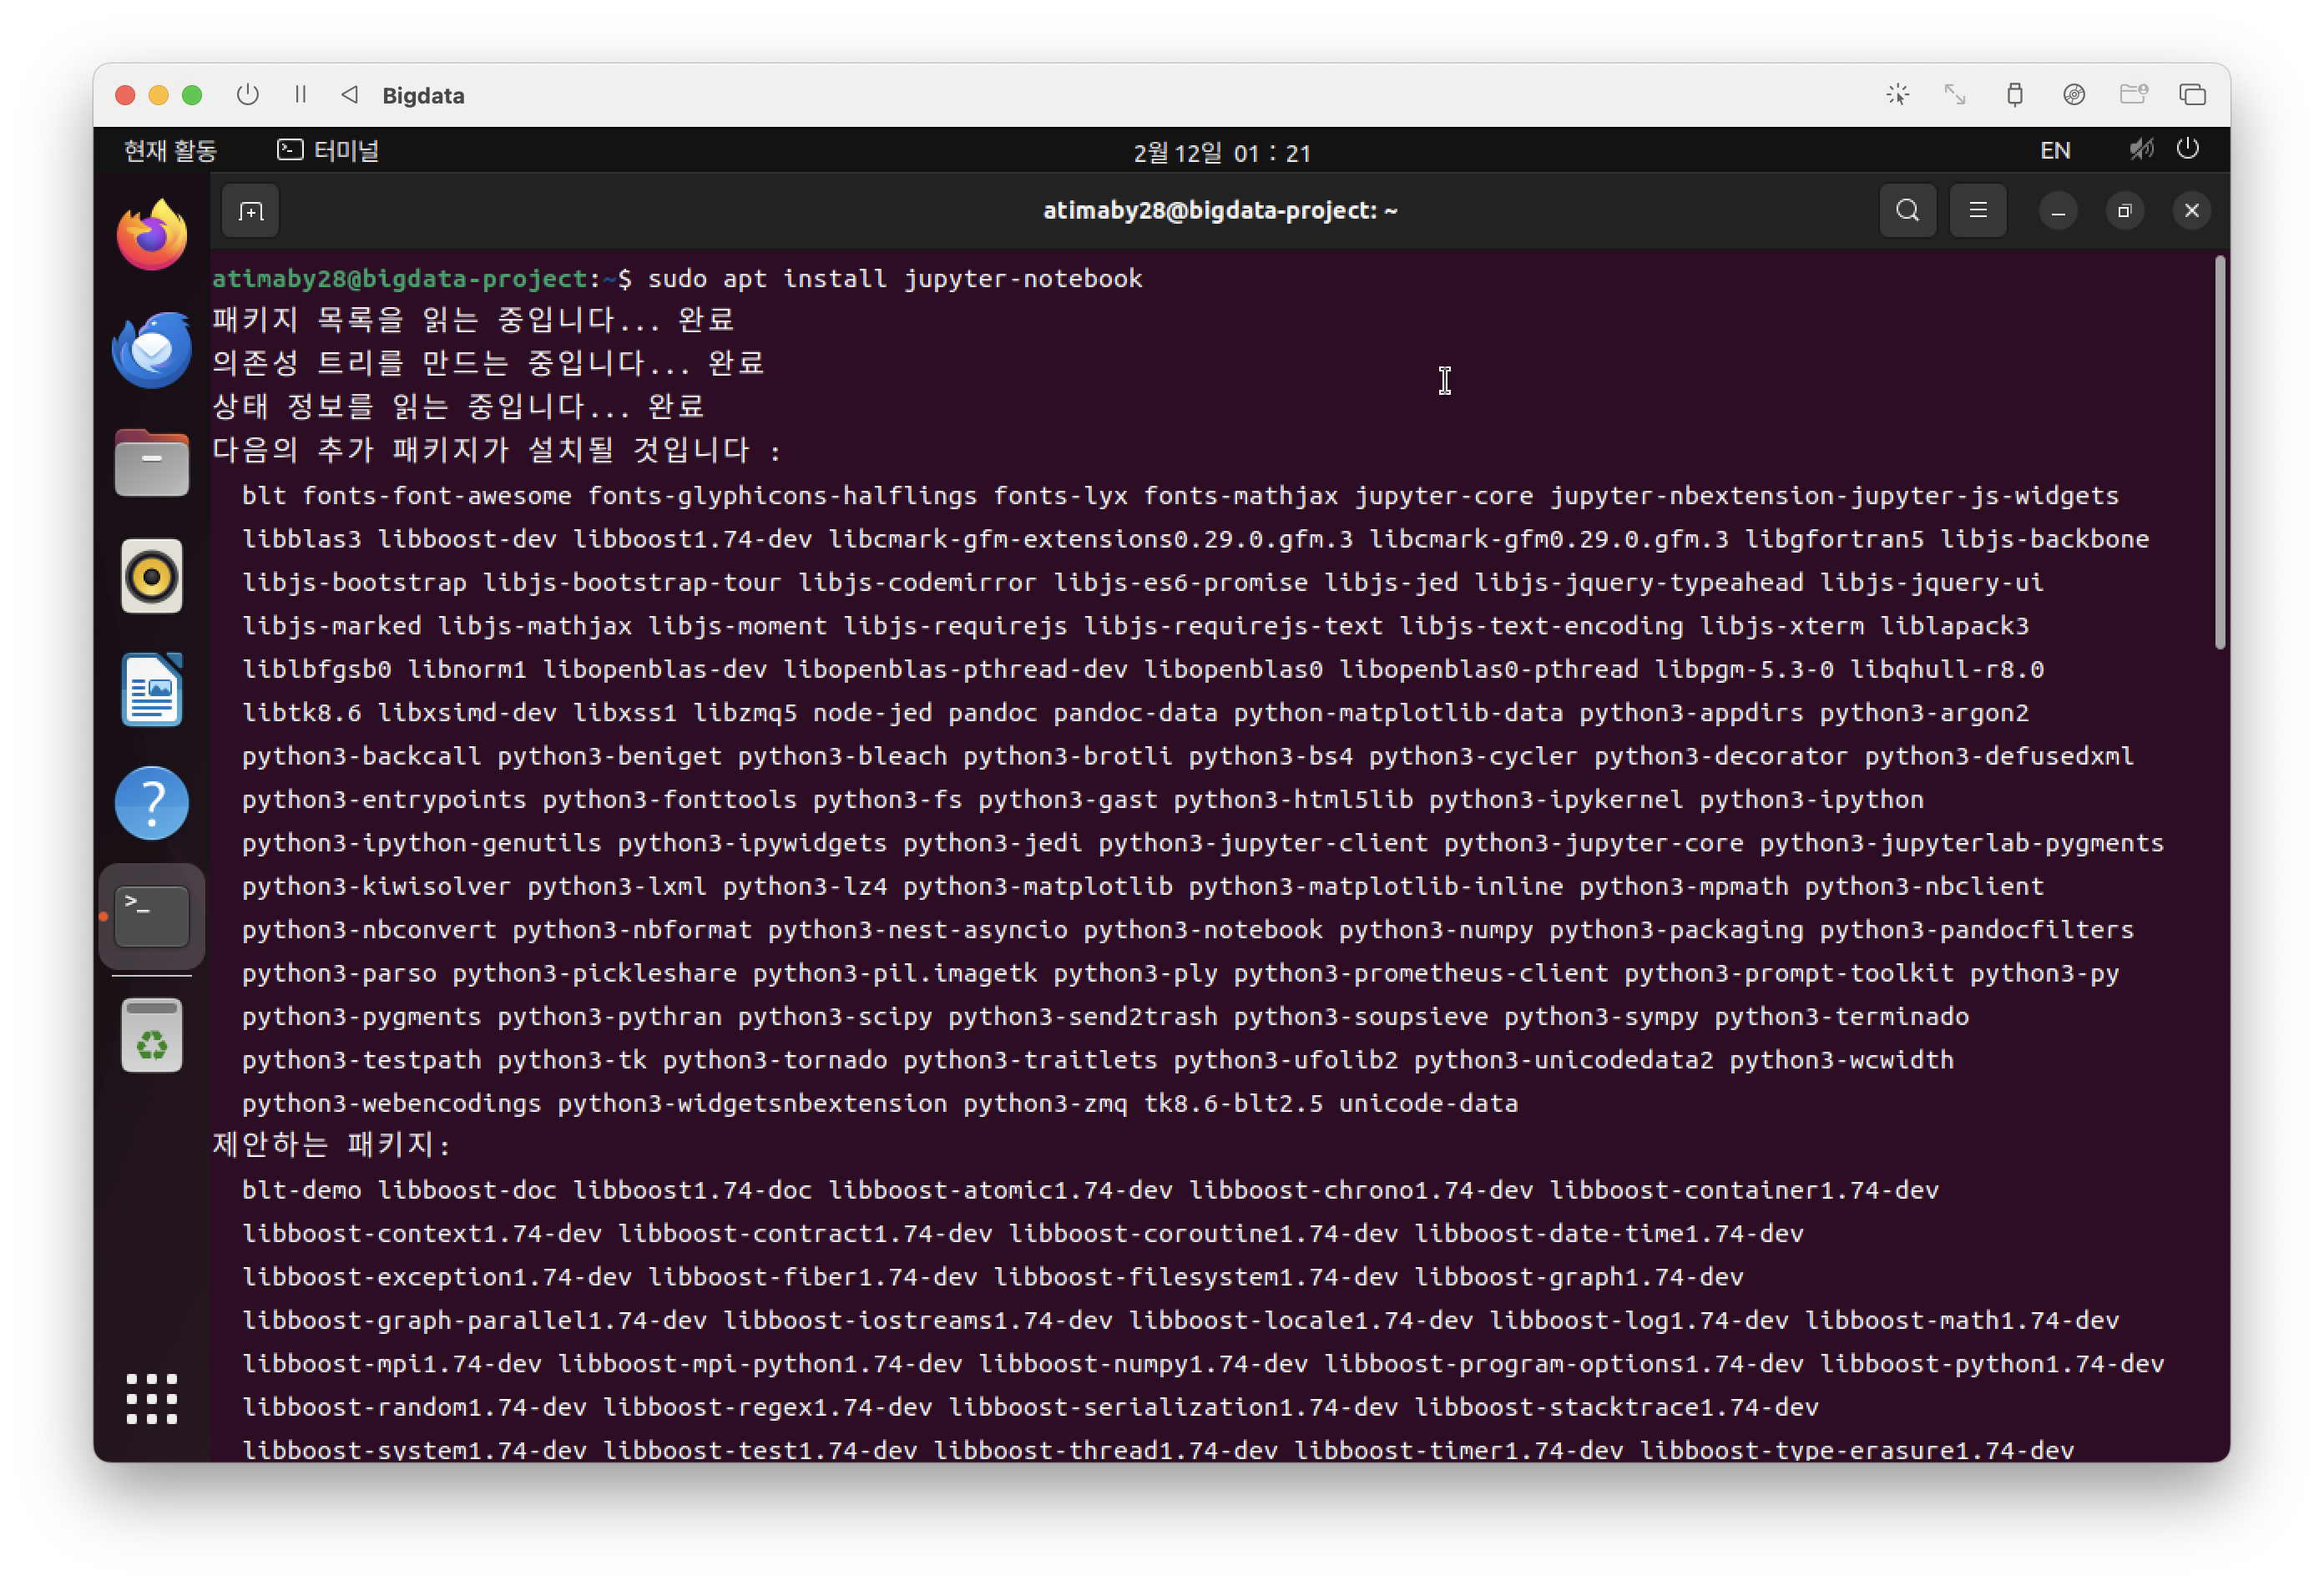 Bigdata
현재 활동 터미널 2월 12일 01 : 21 EN
atimaby28@bigdata-project: ~
atimaby28@bigdata-project:~$ sudo apt install jupyter-notebook
패키지 목록을 읽는 중입니다... 완료
의존성 트리를 만드는 중입니다... 완료
상태 정보를 읽는 중입니다... 완료
다음의 추가 패키지가 설치될 것입니다 :
blt fonts-font-awesome fonts-glyphicons-halflings fonts-lyx fonts-mathjax jupyter-core jupyter-nbextension-jupyter-js-widgets
libblas3 libboost-dev libboost1.74-dev libcmark-gfm-extensions0.29.0.gfm.3 libcmark-gfm0.29.0.gfm.3 libgfortran5 libjs-backbone
libjs-bootstrap libjs-bootstrap-tour libjs-codemirror libjs-es6-promise libjs-jed libjs-jquery-typeahead libjs-jquery-ui
libjs-marked libjs-mathjax libjs-moment libjs-requirejs libjs-requirejs-text libjs-text-encoding libjs-xterm liblapack3
liblbfgsb0 libnorm1 libopenblas-dev libopenblas-pthread-dev libopenblas0 libopenblas0-pthread libpgm-5.3-0 libqhull-r8.0
libtk8.6 libxsimd-dev libxss1 libzmq5 node-jed pandoc pandoc-data python-matplotlib-data python3-appdirs python3-argon2
python3-backcall python3-beniget python3-bleach python3-brotli python3-bs4 python3-cycler python3-decorator python3-defusedxml
python3-entrypoints python3-fonttools python3-fs python3-gast python3-html5lib python3-ipykernel python3-ipython
python3-ipython-genutils python3-ipywidgets python3-jedi python3-jupyter-client python3-jupyter-core python3-jupyterlab-pygments
python3-kiwisolver python3-lxml python3-lz4 python3-matplotlib python3-matplotlib-inline python3-mpmath python3-nbclient
python3-nbconvert python3-nbformat python3-nest-asyncio python3-notebook python3-numpy python3-packaging python3-pandocfilters
python3-parso python3-pickleshare python3-pil.imagetk python3-ply python3-prometheus-client python3-prompt-toolkit python3-py
python3-pygments python3-pythran python3-scipy python3-send2trash python3-soupsieve python3-sympy python3-terminado
python3-testpath python3-tk python3-tornado python3-traitlets python3-ufolib2 python3-unicodedata2 python3-wcwidth
python3-webencodings python3-widgetsnbextension python3-zmq tk8.6-blt2.5 unicode-data
제안하는 패키지:
blt-demo libboost-doc libboost1.74-doc libboost-atomic1.74-dev libboost-chrono1.74-dev libboost-container1.74-dev
libboost-context1.74-dev libboost-contract1.74-dev libboost-coroutine1.74-dev libboost-date-time1.74-dev
libboost-exception1.74-dev libboost-fiber1.74-dev libboost-filesystem1.74-dev libboost-graph1.74-dev
libboost-graph-parallel1.74-dev libboost-iostreams1.74-dev libboost-locale1.74-dev libboost-log1.74-dev libboost-math1.74-dev
libboost-mpi1.74-dev libboost-mpi-python1.74-dev libboost-numpy1.74-dev libboost-program-options1.74-dev libboost-python1.74-dev
libboost-random1.74-dev libboost-regex1.74-dev libboost-serialization1.74-dev libboost-stacktrace1.74-dev
libboost-system1.74-dev libboost-test1.74-dev libboost-thread1.74-dev libboost-timer1.74-dev libboost-type-erasure1.74-dev